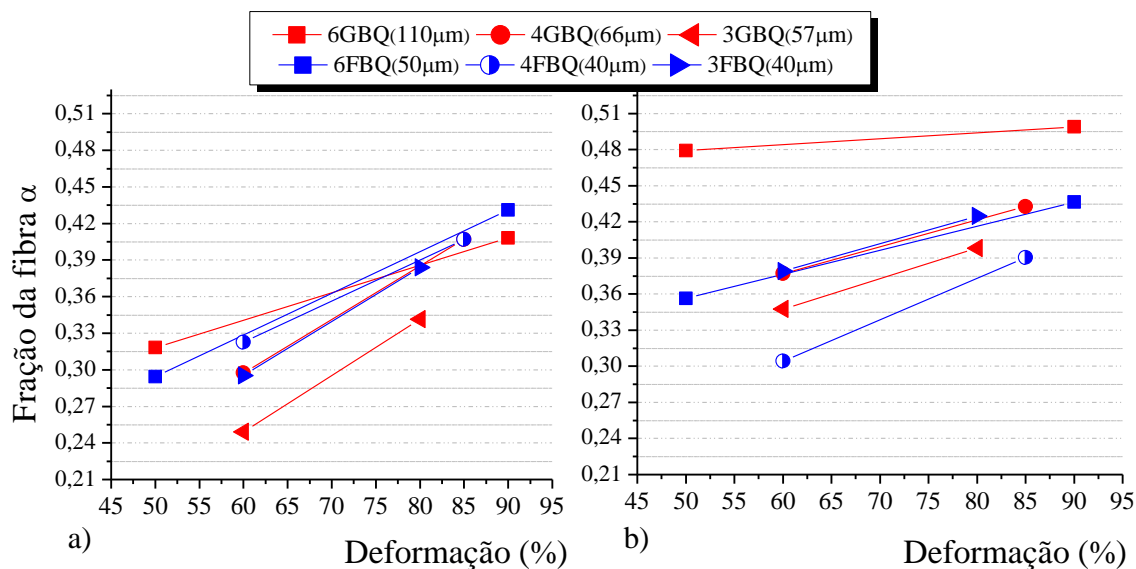 6GBQ(110μm) 4GBQ(66μm) 3GBQ(57μm)
6FBQ(50μm) 4FBQ(40μm) 3FBQ(40μm)
Fração da fibra α
0,51
0,48
0,45
0,42
0,39
0,36
0,33
0,30
0,27
0,24
0,21
45 50 55 60 65 70 75 80 85 90 95
a)
Deformação (%)
0,51
0,48
0,45
0,42
0,39
0,36
0,33
0,30
0,27
0,24
0,21
45 50 55 60 65 70 75 80 85 90 95
b)
Deformação (%)